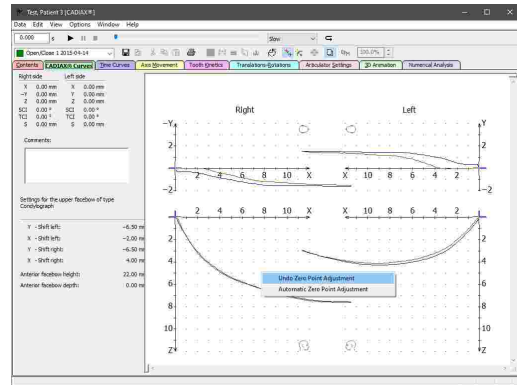 Test, Patient 3 [CADIAX®]
Data Edit View Options Window Help
0.000 s Slow
Open/Close 1 2015-04-14 100.0%
Contents CADIAX® Curves Time Curves Axis Movement Tooth Kinetics Translations-Rotations Articulator Settings 3D Animation Numerical Analysis
Right side Left side
X 0.00 mm X 0.00 mm
-Y 0.00 mm Y 0.00 mm
Z 0.00 mm Z 0.00 mm
SCI 0.00 ° SCI 0.00 °
TCI 0.00 ° TCI 0.00 °
S 0.00 mm S 0.00 mm
Comments:
Settings for the upper facebow of type
Condylograph
Y - Shift left: -6.50 mm
X - Shift left: -2.00 mm
Y - Shift right: -6.50 mm
X - Shift right: 4.00 mm
Anterior facebow height: 22.00 mm
Anterior facebow depth: 0.00 mm
Right Left
-Y -Y
2 2
2 4 6 8 10 X X 10 8 6 4 2
-2 -2
2 4 6 8 10 X X 10 8 6 4 2
2 2
4 4
6 6
Undo Zero Point Adjustment
Automatic Zero Point Adjustment
8 8
10 10
Z Z